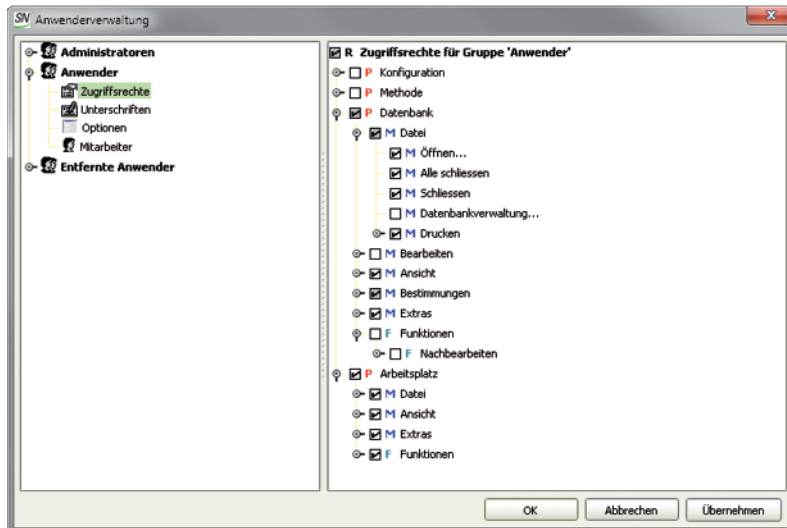 SN Anwenderverwaltung
Administratoren
Anwender
Zugriffsrechte
Unterschriften
Optionen
Mitarbeiter
Entfernte Anwender
R Zugriffsrechte für Gruppe 'Anwender'
P Konfiguration
P Methode
P Datenbank
M Datei
M Öffnen...
M Alle schliessen
M Schliessen
M Datenbankverwaltung...
M Drucken
M Bearbeiten
M Ansicht
M Bestimmungen
M Extras
F Funktionen
F Nachbearbeiten
P Arbeitsplatz
M Datei
M Ansicht
M Extras
F Funktionen
OK Abbrechen Übernehmen